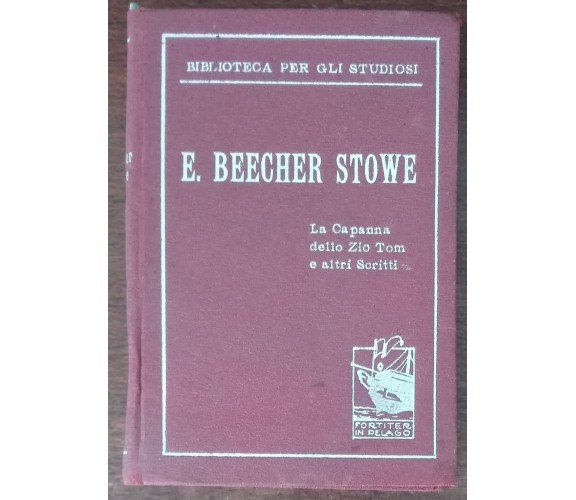 BIBLIOTECA PER GLI STUDIOSI
E. BEECHER STOWE
La Capanna
dello Zio Tom
e altri Scritti
FORTITER
IN PELAGO